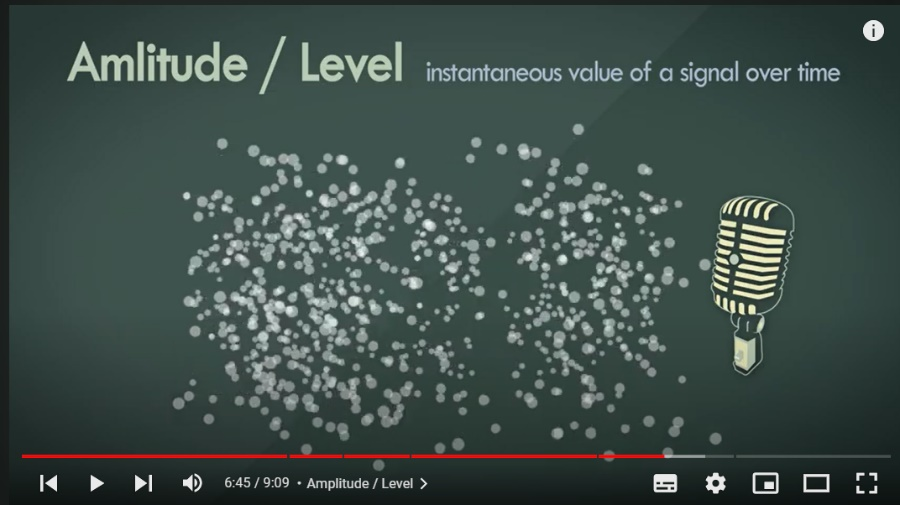 Amlitude / Level instantaneous value of a signal over time
6:45 / 9:09 • Amplitude / Level